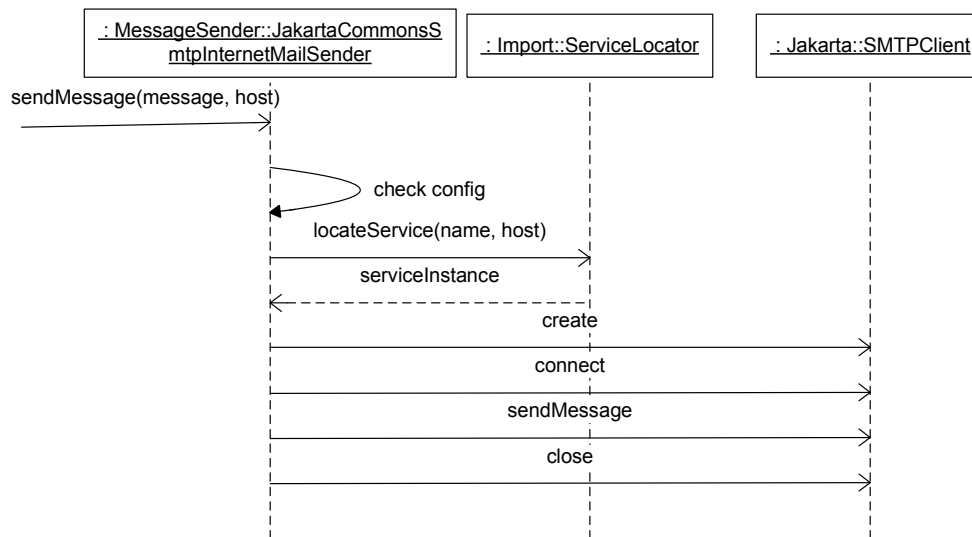 : MessageSender::JakartaCommonsS
mtpInternetMailSender
: Import::ServiceLocator
: Jakarta::SMTPClient
sendMessage(message, host)
check config
locateService(name, host)
serviceInstance
create
connect
sendMessage
close